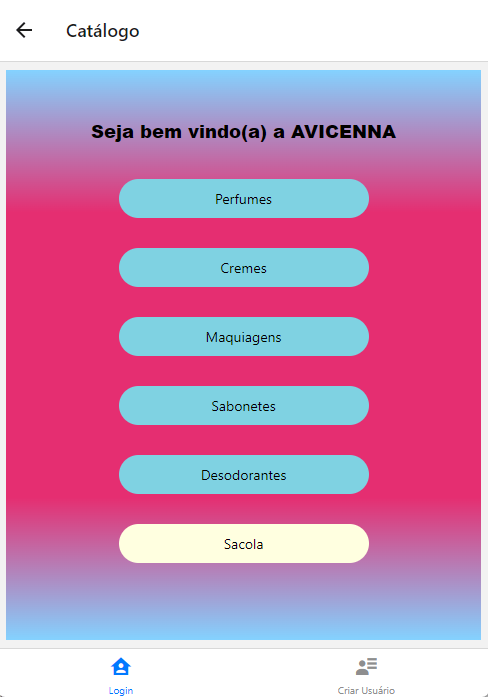 Catálogo
Seja bem vindo(a) a AVICENNA
Perfumes
Cremes
Maquiagens
Sabonetes
Desodorantes
Sacola
Login
Criar Usuário